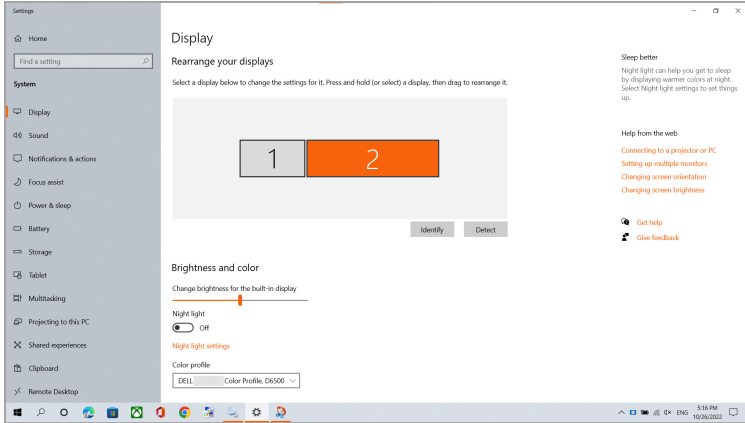 Settings
Home
Find a setting
System
Display
Sound
Notifications & actions
Focus assist
Power & sleep
Battery
Storage
Tablet
Multitasking
Projecting to this PC
Shared experiences
Clipboard
Remote Desktop
Display
Rearrange your displays
Select a display below to change the settings for it. Press and hold (or select) a display, then drag to rearrange it.
1
2
Identify
Detect
Brightness and color
Change brightness for the built-in display
Night light
Off
Night light settings
Color profile
DELL Color Profile, D6500
Sleep better
Night light can help you get to sleep
by displaying warmer colors at night.
Select Night light settings to set things
up.
Help from the web
Connecting to a projector or PC
Setting up multiple monitors
Changing screen orientation
Changing screen brightness
Get help
Give feedback
ENG
5:16 PM
10/26/2022